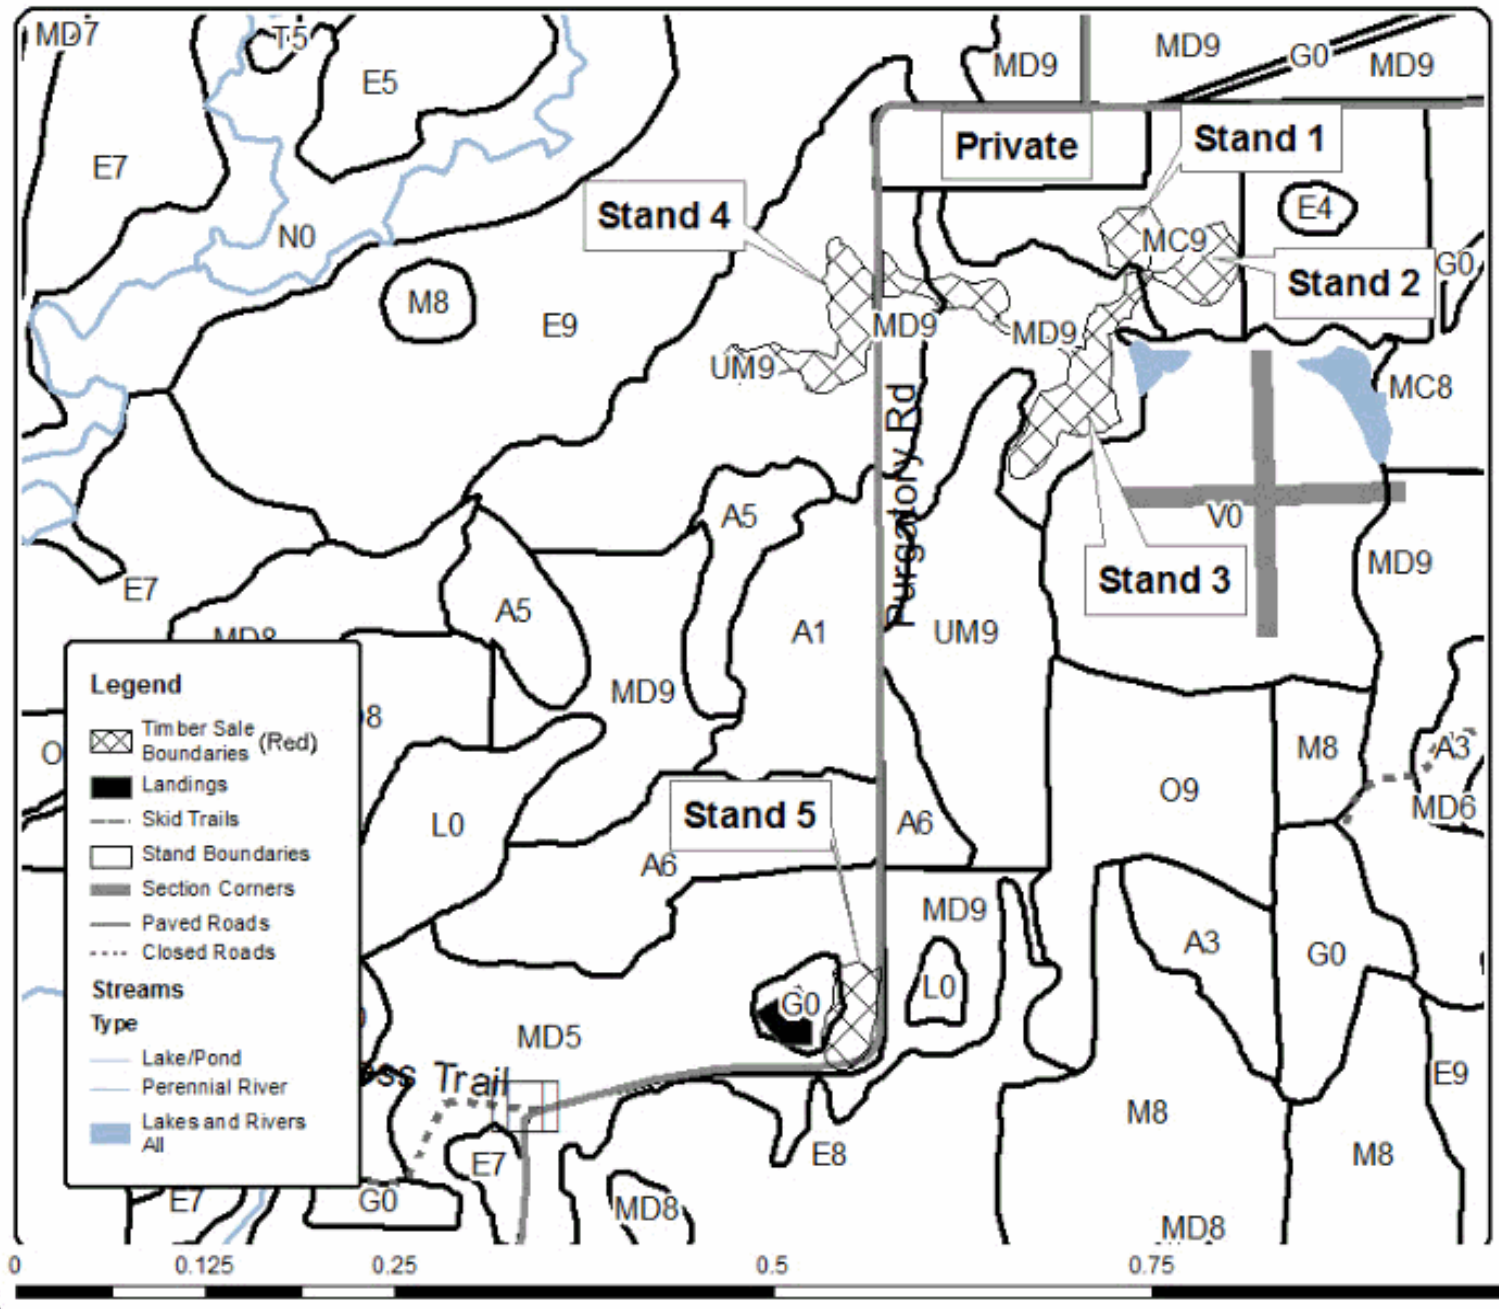 MD7
T5
E5
MD9
MD9
G0
MD9
E7
Private
Stand 1
Stand 4
E4
N0
MC9
Stand 2
G0
M8
E9
MD9
MD9
UM9
MC8
Purgatory Rd
A5
V0
MD9
E7
Stand 3
A5
A1
UM9
MD8
MD9
Legend
Timber Sale
Boundaries (Red)
Landings
Skid Trails
Stand Boundaries
Section Corners
Paved Roads
Closed Roads
Streams
Type
Lake/Pond
Perennial River
Lakes and Rivers
All
M8
A3
O9
MD6
Stand 5
L0
A6
A6
MD9
A3
G0
L0
G0
MD5
ess Trail
E9
M8
E8
M8
E7
E7
G0
MD8
MD8
0 0.125 0.25 0.5 0.75